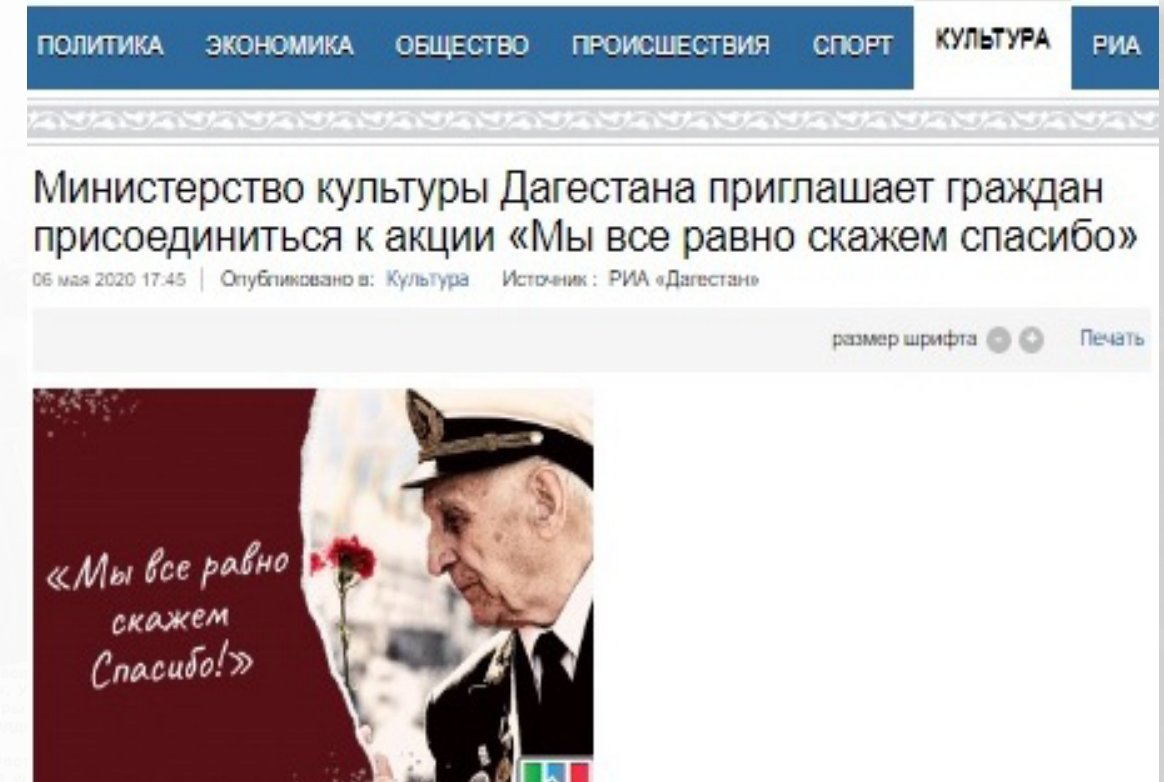 ПОЛИТИКА ЭКОНОМИКА ОБЩЕСТВО ПРОИСШЕСТВИЯ СПОРТ КУЛЬТУРА РИА
Министерство культуры Дагестана приглашает граждан
присоединиться к акции «Мы все равно скажем спасибо»
06 мая 2020 17:45 | Опубликовано в: Культура Источник : РИА «Дагестан»
размер шрифта - + Печать
«Мы все равно
скажем
Спасибо!»